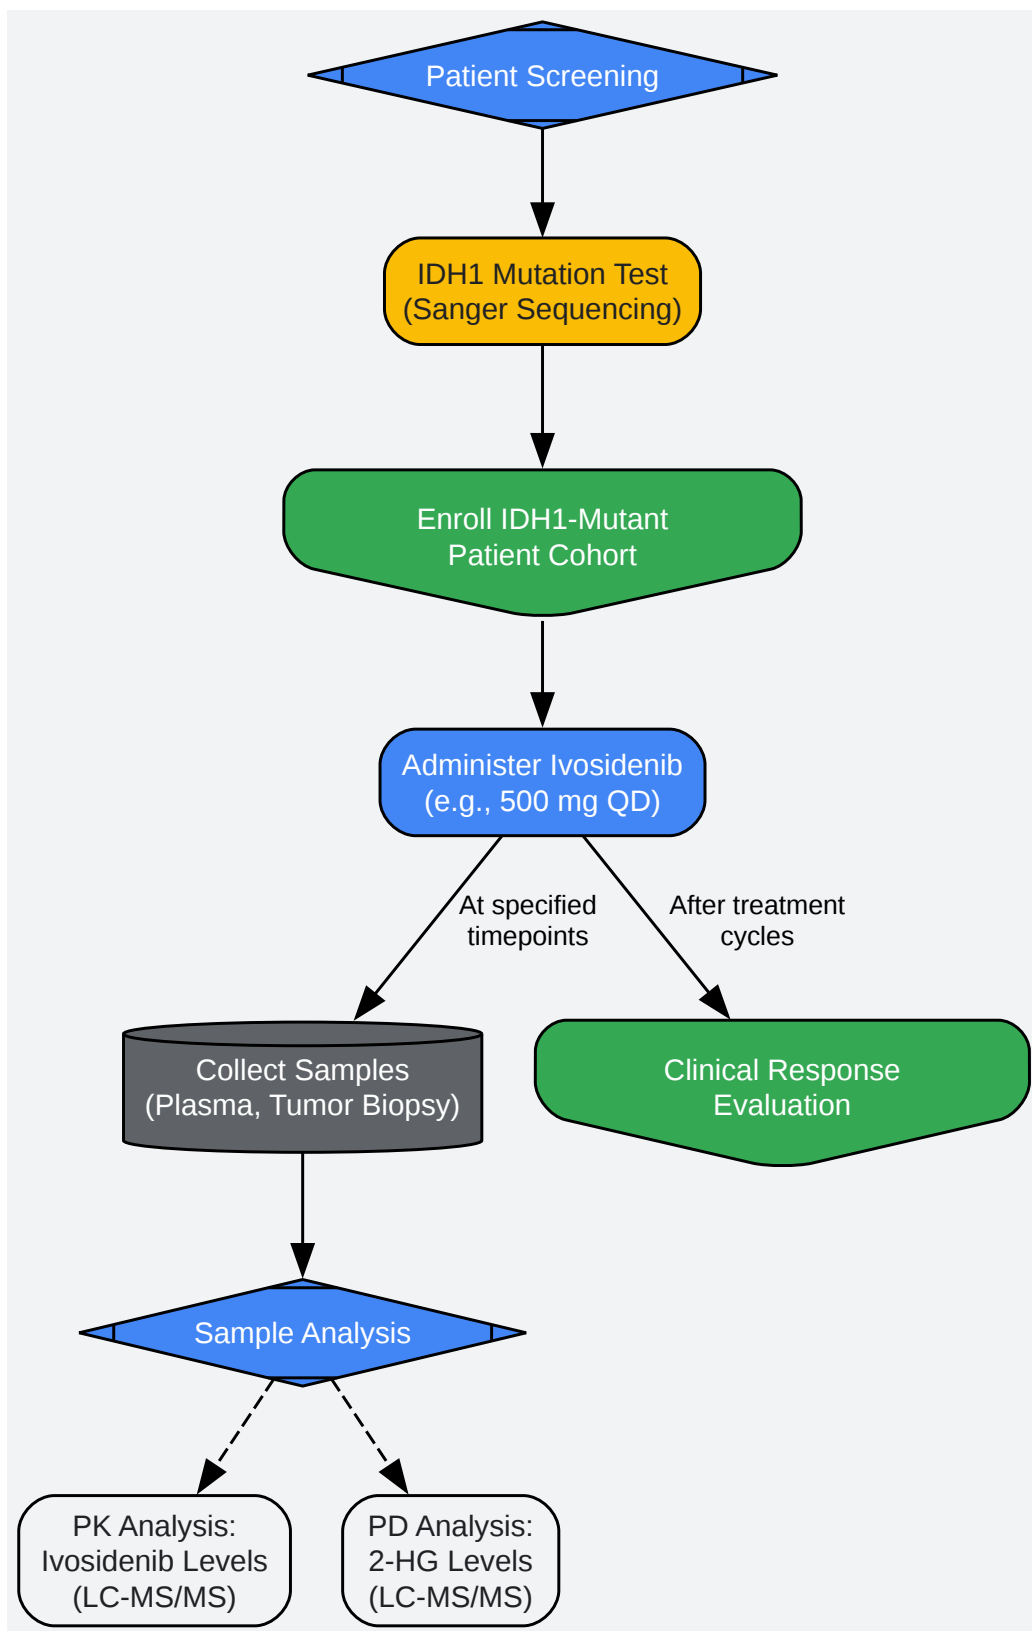 Patient Screening
IDH1 Mutation Test
(Sanger Sequencing)
Enroll IDH1-Mutant
Patient Cohort
Administer Ivosidenib
(e.g., 500 mg QD)
At specified
timepoints
After treatment
cycles
Collect Samples
(Plasma, Tumor Biopsy)
Clinical Response
Evaluation
Sample Analysis
PK Analysis:
Ivosidenib Levels
(LC-MS/MS)
PD Analysis:
2-HG Levels
(LC-MS/MS)